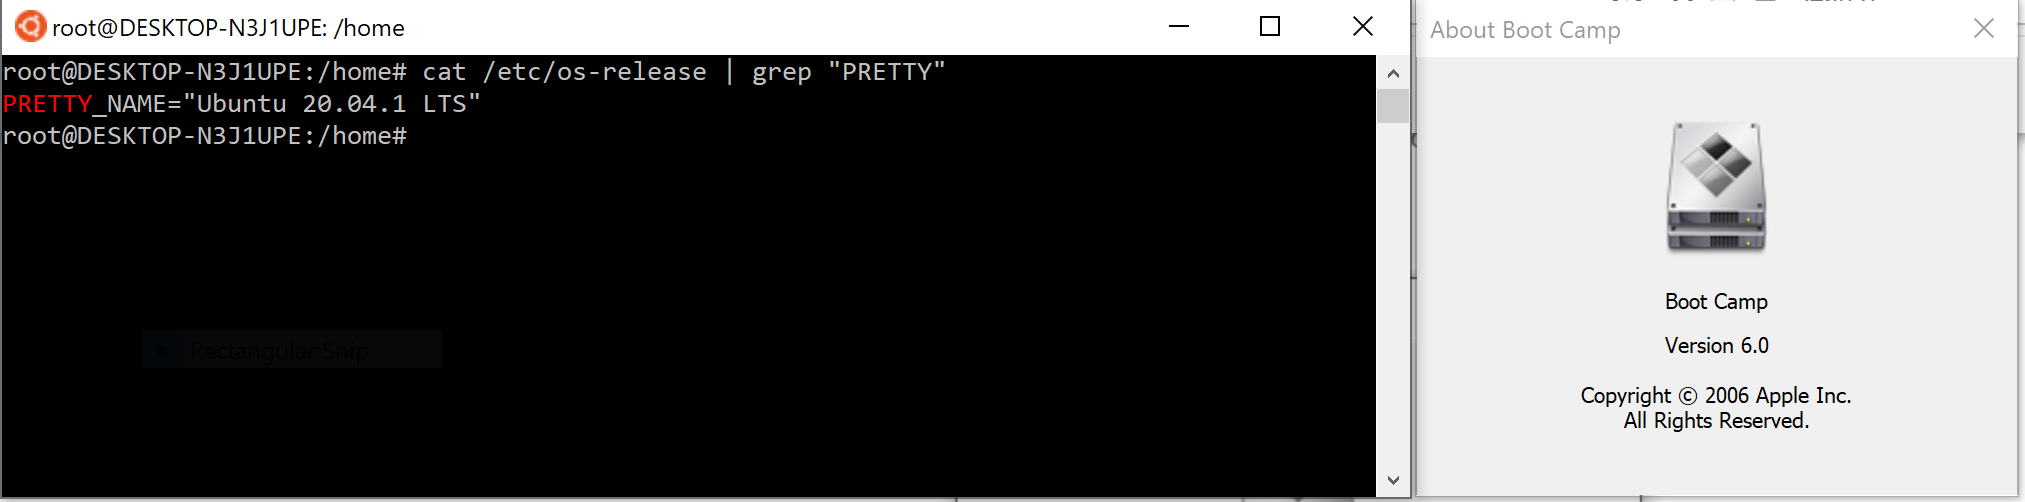 root@DESKTOP-N3J1UPE: /home
root@DESKTOP-N3J1UPE:/home# cat /etc/os-release | grep "PRETTY"
PRETTY_NAME="Ubuntu 20.04.1 LTS"
root@DESKTOP-N3J1UPE:/home#
Rectangular Snip
About Boot Camp
Boot Camp
Version 6.0
Copyright © 2006 Apple Inc.
All Rights Reserved.